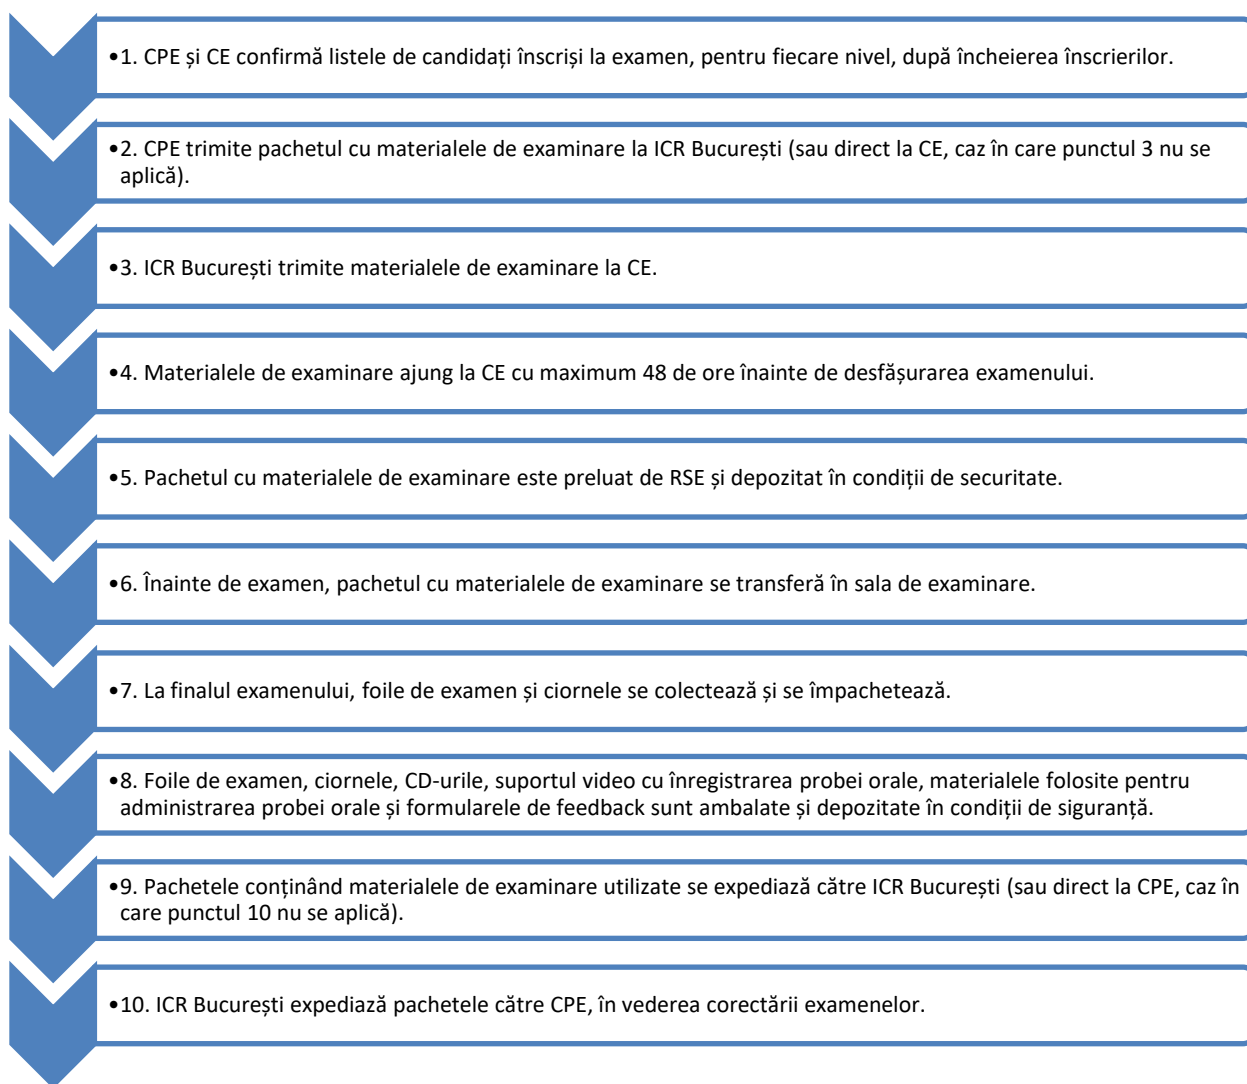 •1. CPE și CE confirmă listele de candidați înscriși la examen, pentru fiecare nivel, după încheierea înscrierilor.
•2. CPE trimite pachetul cu materialele de examinare la ICR București (sau direct la CE, caz în care punctul 3 nu se
aplică).
•3. ICR București trimite materialele de examinare la CE.
•4. Materialele de examinare ajung la CE cu maximum 48 de ore înainte de desfășurarea examenului.
•5. Pachetul cu materialele de examinare este preluat de RSE și depozitat în condiții de securitate.
•6. Înainte de examen, pachetul cu materialele de examinare se transferă în sala de examinare.
•7. La finalul examenului, foile de examen și ciornele se colectează și se împachetează.
•8. Foile de examen, ciornele, CD-urile, suportul video cu înregistrarea probei orale, materialele folosite pentru
administrarea probei orale și formularele de feedback sunt ambalate și depozitate în condiții de siguranță.
•9. Pachetele conținând materialele de examinare utilizate se expediază către ICR București (sau direct la CPE, caz în
care punctul 10 nu se aplică).
•10. ICR București expediază pachetele către CPE, în vederea corectării examenelor.